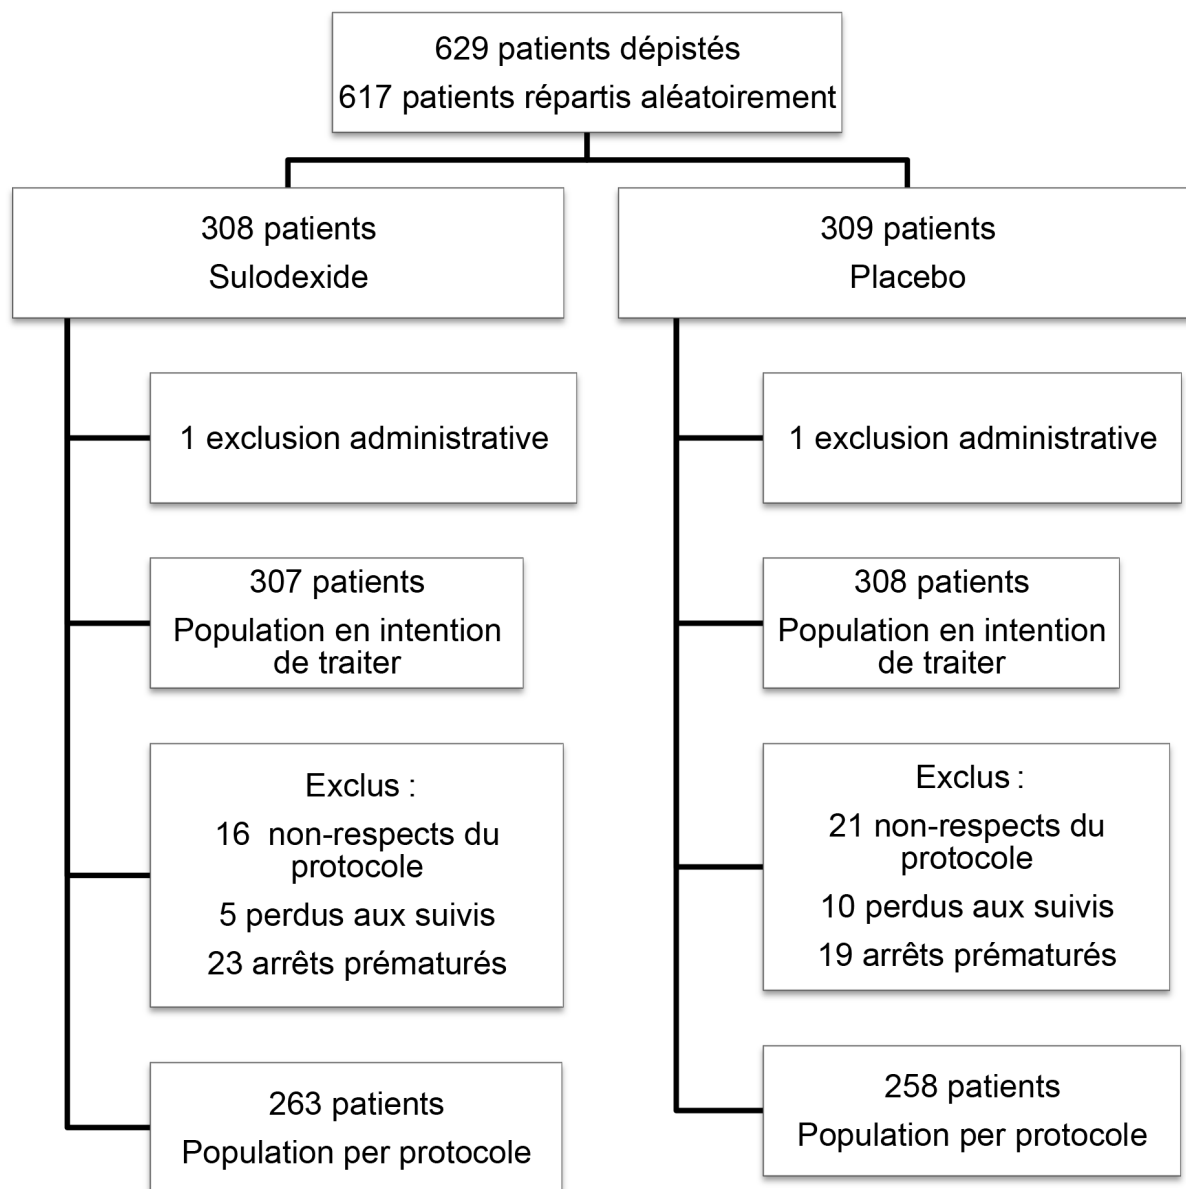 629 patients dépistés
617 patients répartis aléatoirement
308 patients
Sulodexide
309 patients
Placebo
1 exclusion administrative
1 exclusion administrative
307 patients
Population en intention
de traiter
308 patients
Population en intention
de traiter
Exclus :
16 non-respects du
protocole
5 perdus aux suivis
23 arrêts prématurés
Exclus :
21 non-respects du
protocole
10 perdus aux suivis
19 arrêts prématurés
263 patients
Population per protocole
258 patients
Population per protocole